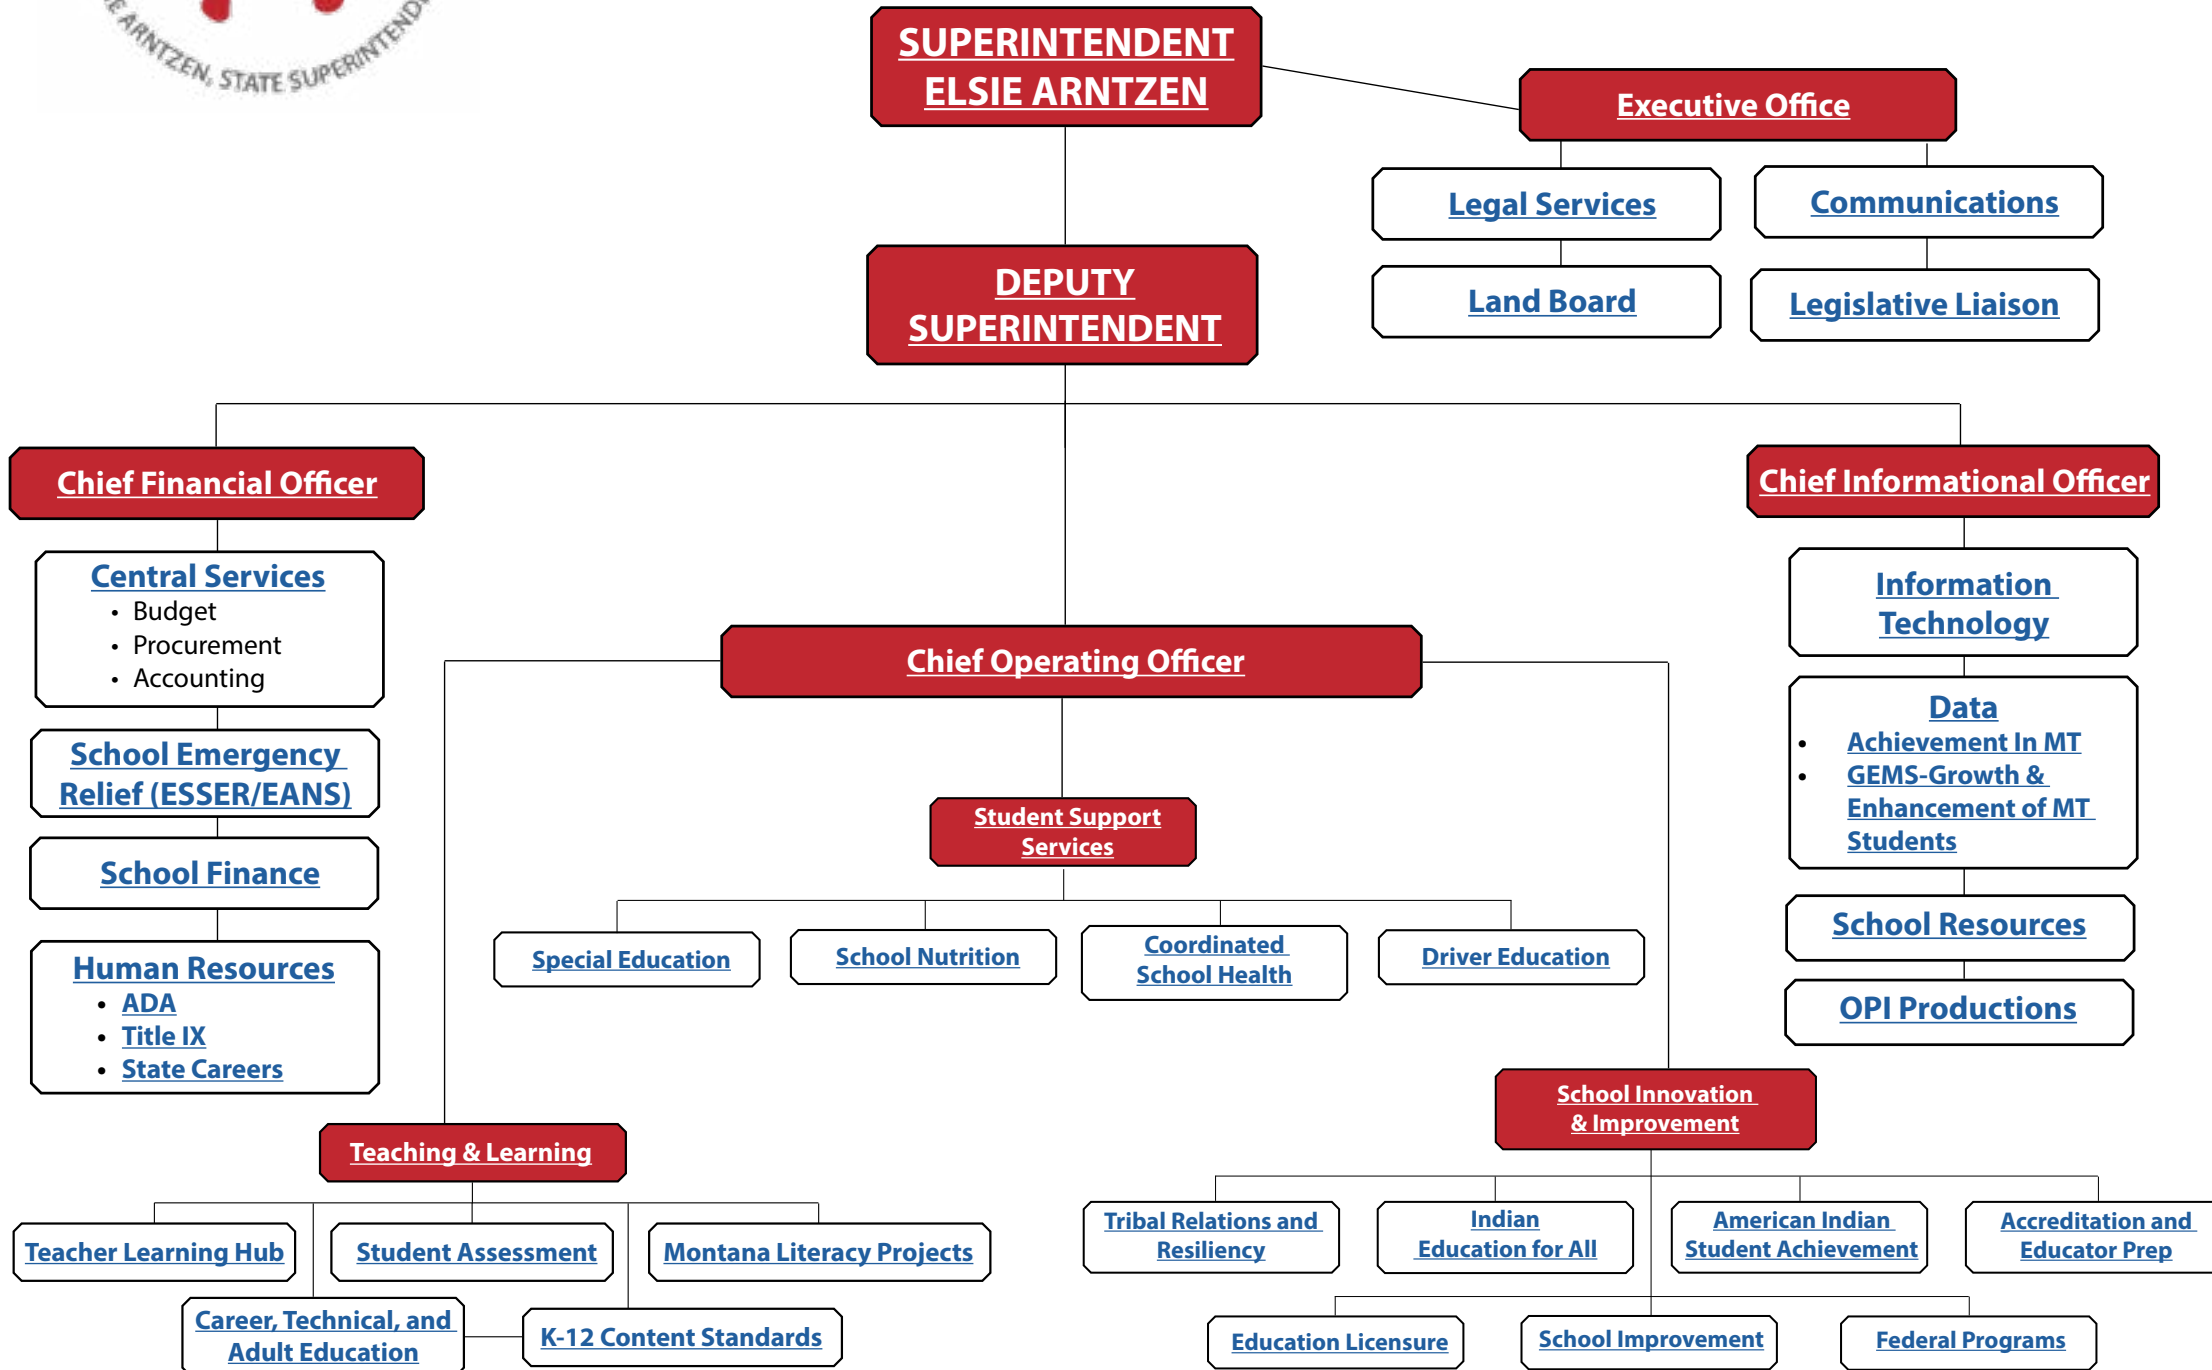 ARNTZEN, STATE SUPERINTENDE
SUPERINTENDENT
ELSIE ARNTZEN
Executive Office
Legal Services
Communications
Land Board
Legislative Liaison
DEPUTY
SUPERINTENDENT
Chief Financial Officer
Chief Informational Officer
Central Services
• Budget
• Procurement
• Accounting
School Emergency
Relief (ESSER/EANS)
School Finance
Human Resources
• ADA
• Title IX
• State Careers
Chief Operating Officer
Information
Technology
Data
• Achievement In MT
• GEMS-Growth &
Enhancement of MT
Students
School Resources
OPI Productions
Student Support
Services
Special Education
School Nutrition
Coordinated
School Health
Driver Education
Teaching & Learning
Teacher Learning Hub
Student Assessment
Montana Literacy Projects
Career, Technical, and
Adult Education
K-12 Content Standards
School Innovation
& Improvement
Tribal Relations and
Resiliency
Indian
Education for All
American Indian
Student Achievement
Accreditation and
Educator Prep
Education Licensure
School Improvement
Federal Programs